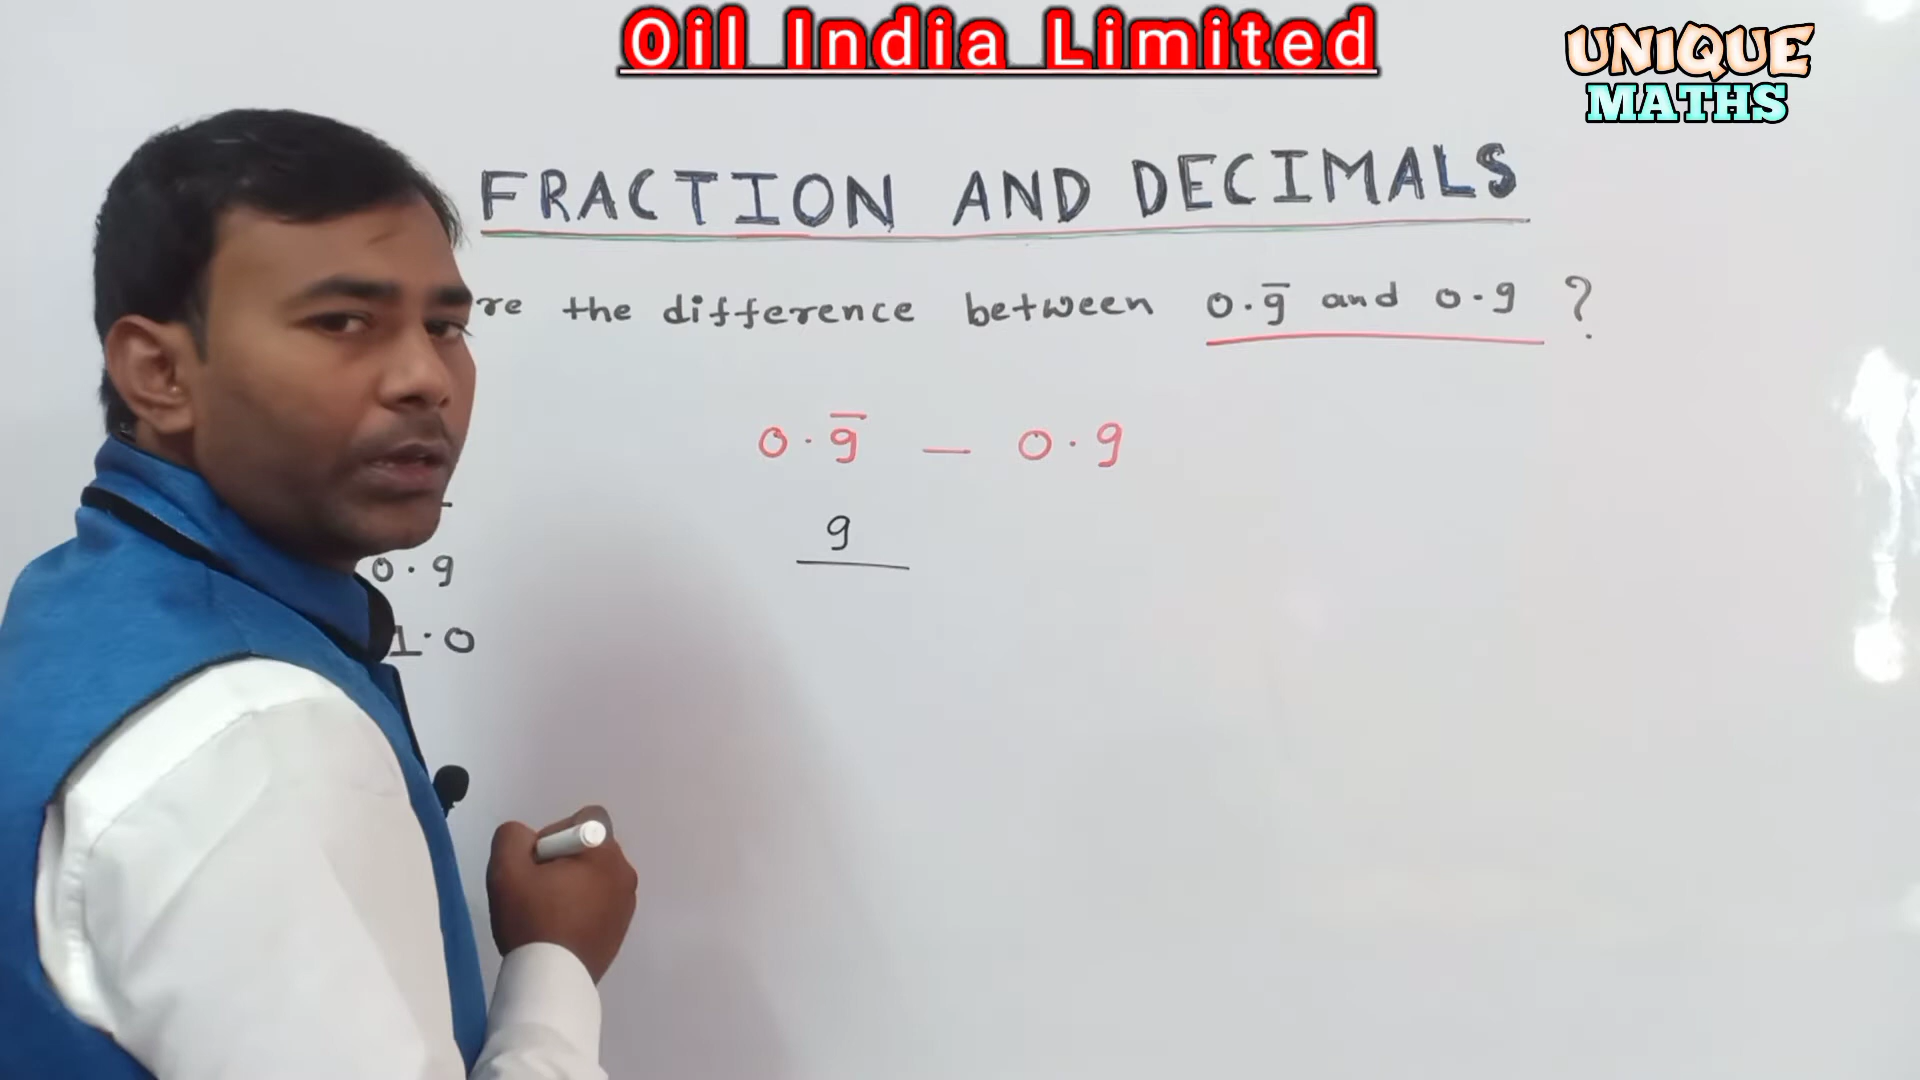 Oil India Limited
UNIQUE
MATHS
FRACTION AND DECIMALS
re the difference between 0.9̅ and 0.9 ?
0.9̅ — 0.9
9
0.9
1.0